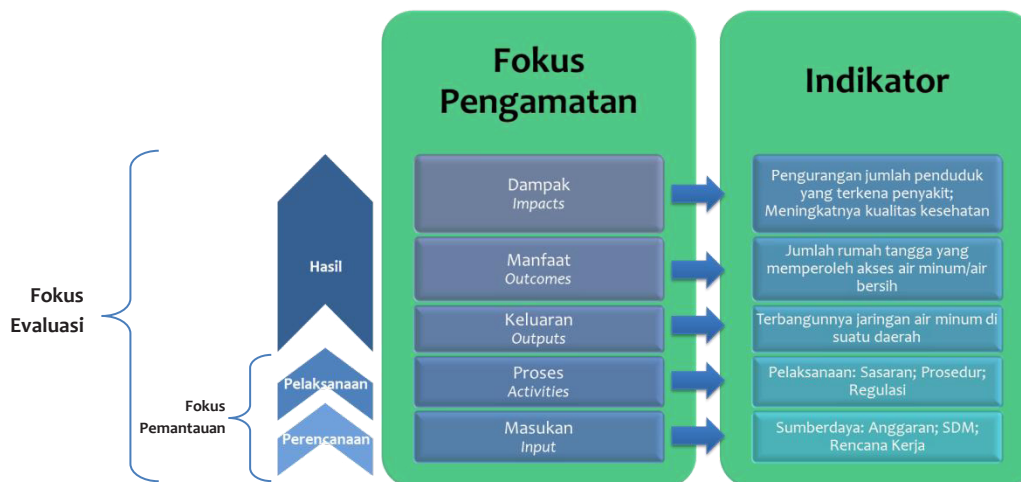 Fokus
Evaluasi
Fokus
Pemantauan
Hasil
Pelaksanaan
Perencanaan
Fokus
Pengamatan
Dampak
Impacts
Manfaat
Outcomes
Keluaran
Outputs
Proses
Activities
Masukan
Input
Indikator
Pengurangan jumlah penduduk
yang terkena penyakit;
Meningkatnya kualitas kesehatan
Jumlah rumah tangga yang
memperoleh akses air minum/air
bersih
Terbangunnya jaringan air minum di
suatu daerah
Pelaksanaan: Sasaran; Prosedur;
Regulasi
Sumberdaya: Anggaran; SDM;
Rencana Kerja